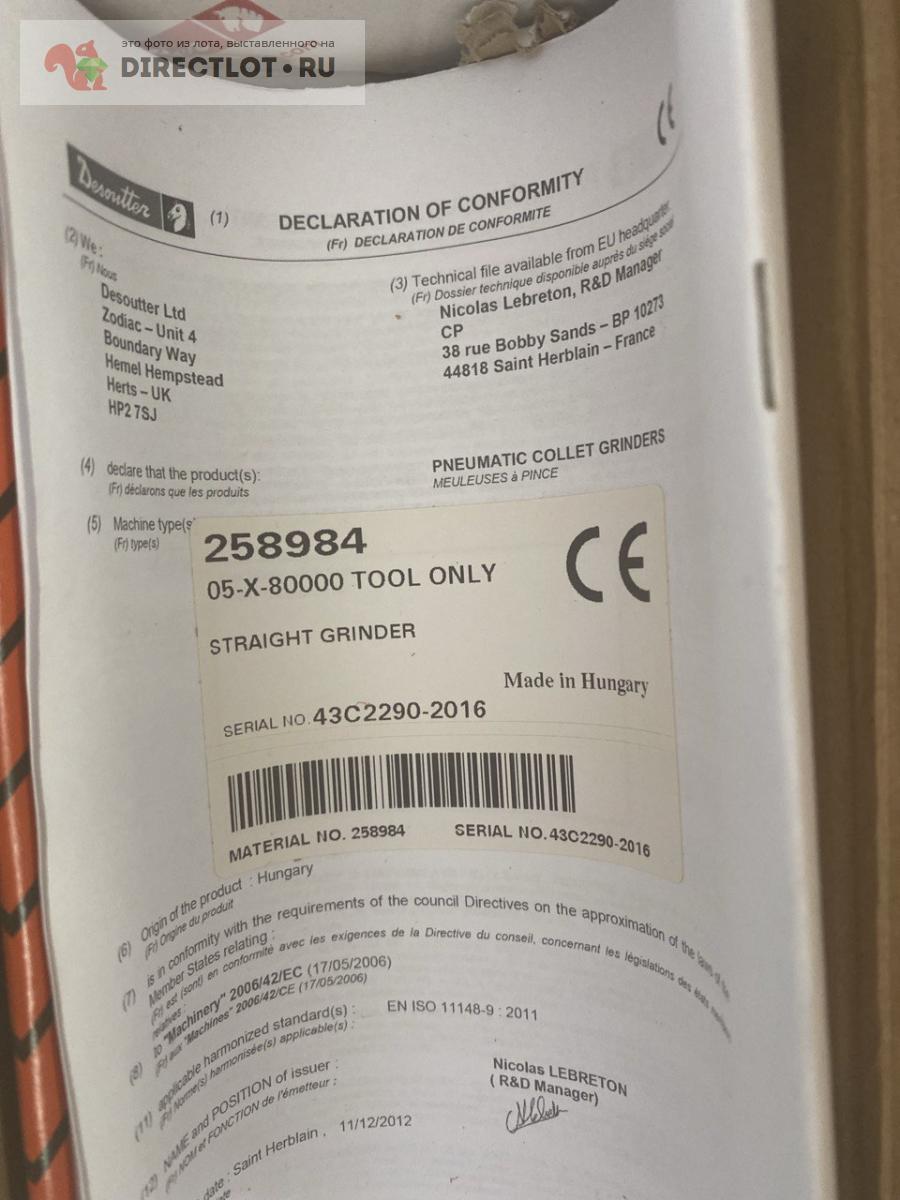 это фото из лота, выставленного на
DIRECTLOT.RU
Desoutter
(1)
DECLARATION OF CONFORMITY
(Fr) DECLARATION DE CONFORMITE
CE
(2) We :
(Fr) Nous
Desoutter Ltd
Zodiac – Unit 4
Boundary Way
Hemel Hempstead
Herts – UK
HP2 7SJ
(3) Technical file available from EU headquarter
(Fr) Dossier technique disponible auprès du siège social
Nicolas Lebreton, R&D Manager
CP
38 rue Bobby Sands – BP 10273
44818 Saint Herblain – France
(4) declare that the product(s):
(Fr) déclarons que les produits
PNEUMATIC COLLET GRINDERS
MEULEUSES à PINCE
(5) Machine type(s
(Fr) type(s)
258984
05-X-80000 TOOL ONLY
CE
STRAIGHT GRINDER
Made in Hungary
SERIAL NO. 43C2290-2016
MATERIAL NO. 258984 SERIAL NO. 43C2290-2016
(6) Origin of the product : Hungary
(Fr) Origine du produit
(7) is in conformity with the requirements of the council Directives on the approximation of the laws of the
Member States relating :
(Fr) est (sont) en conformité avec les exigences de la Directive du conseil, concernant les législations des états membres
relatives :
(8) to "Machinery" 2006/42/EC (17/05/2006)
(Fr) aux "Machines" 2006/42/CE (17/05/2006)
(11) applicable harmonized standard(s) : EN ISO 11148-9 : 2011
(Fr) Norme(s) harmonisée(s) applicable(s) :
(12) NAME and POSITION of issuer :
(Fr) NOM et FONCTION de l'émetteur :
Nicolas LEBRETON
( R&D Manager)
date : Saint Herblain , 11/12/2012